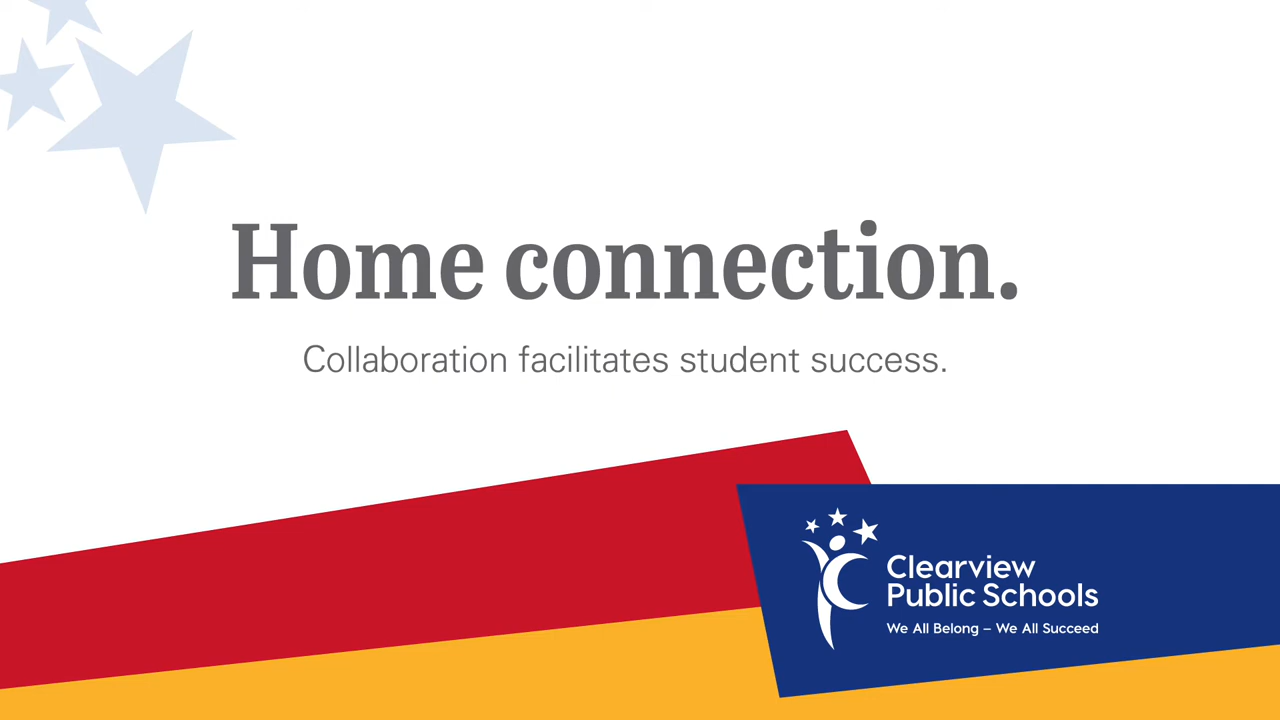 Home connection.
Collaboration facilitates student success.
Clearview
Public Schools
We All Belong – We All Succeed